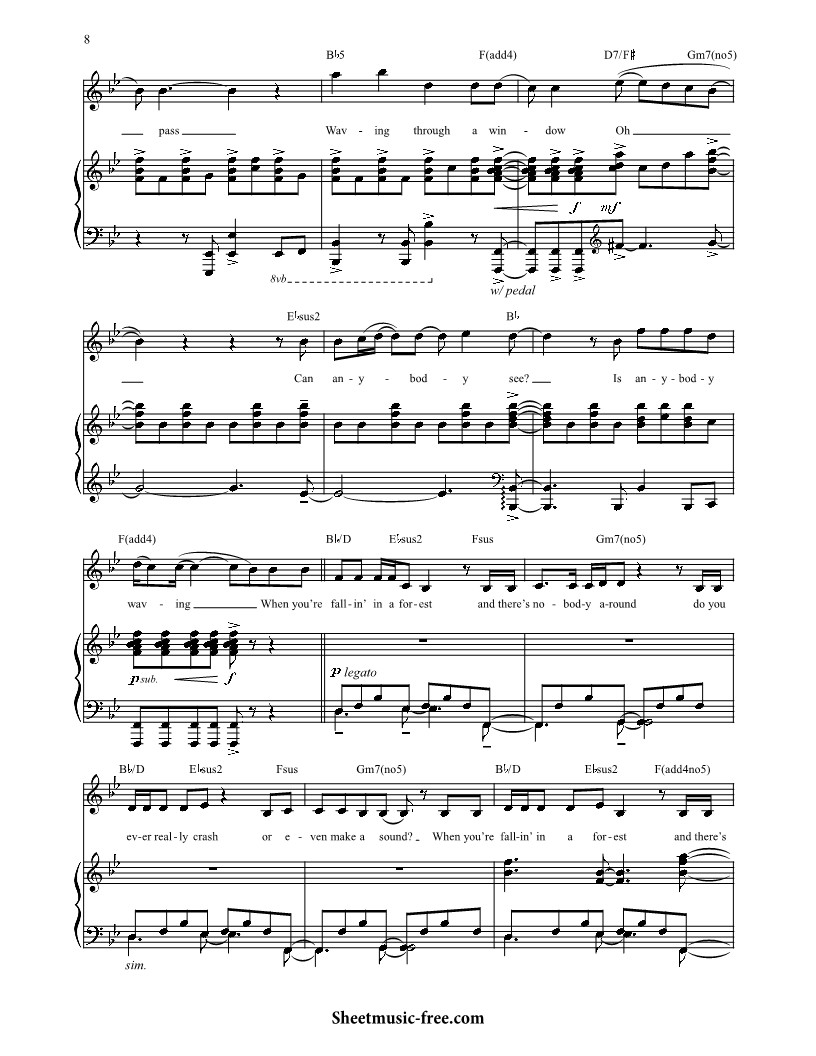 8
B♭5 F(add4) D7/F♯ Gm7(no5)
pass Wav - ing through a win - dow Oh
f mf
8vb
w/ pedal
E♭sus2 B♭
Can an - y - bod - y see? Is an - y - bod - y
F(add4) B♭/D E♭sus2 Fsus Gm7(no5)
wav - ing When you're fall - in' in a for - est and there's no - bod - y a - round do you
p sub. f p legato
B♭/D E♭sus2 Fsus Gm7(no5) B♭/D E♭sus2 F(add4no5)
ev - er real - ly crash or e - ven make a sound? When you're fall - in' in a for - est and there's
sim.
Sheetmusic-free.com